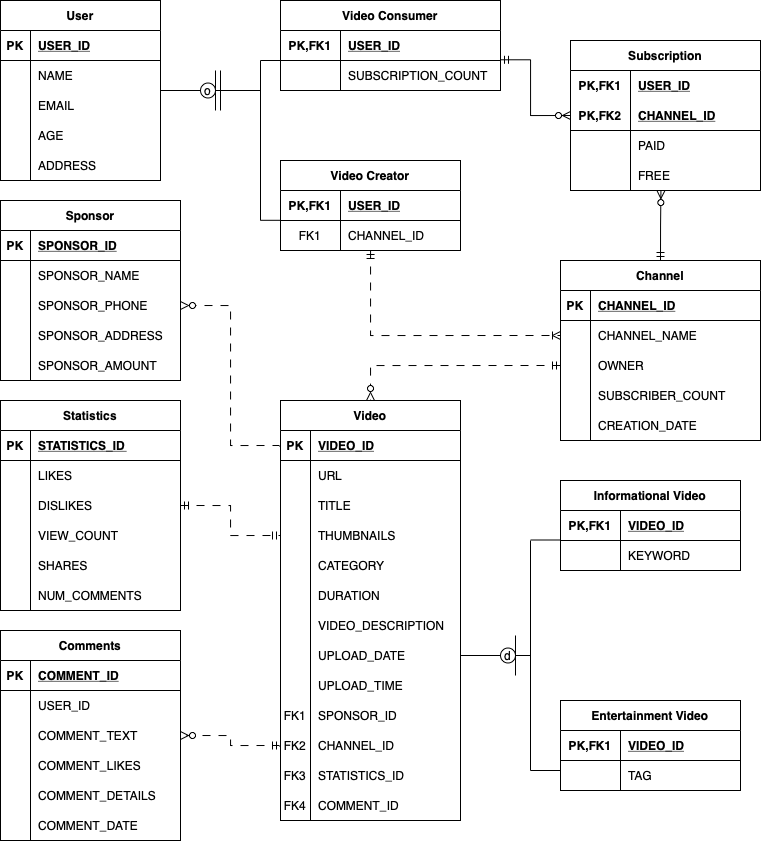 User
PK USER_ID
NAME
EMAIL
AGE
ADDRESS
Video Consumer
PK,FK1 USER_ID
SUBSCRIPTION_COUNT
Subscription
PK,FK1 USER_ID
PK,FK2 CHANNEL_ID
PAID
FREE
o
Video Creator
PK,FK1 USER_ID
FK1 CHANNEL_ID
Sponsor
PK SPONSOR_ID
SPONSOR_NAME
SPONSOR_PHONE
SPONSOR_ADDRESS
SPONSOR_AMOUNT
Channel
PK CHANNEL_ID
CHANNEL_NAME
OWNER
SUBSCRIBER_COUNT
CREATION_DATE
Statistics
PK STATISTICS_ID
LIKES
DISLIKES
VIEW_COUNT
SHARES
NUM_COMMENTS
Video
PK VIDEO_ID
URL
TITLE
THUMBNAILS
CATEGORY
DURATION
VIDEO_DESCRIPTION
UPLOAD_DATE
UPLOAD_TIME
FK1 SPONSOR_ID
FK2 CHANNEL_ID
FK3 STATISTICS_ID
FK4 COMMENT_ID
Informational Video
PK,FK1 VIDEO_ID
KEYWORD
d
Comments
PK COMMENT_ID
USER_ID
COMMENT_TEXT
COMMENT_LIKES
COMMENT_DETAILS
COMMENT_DATE
Entertainment Video
PK,FK1 VIDEO_ID
TAG